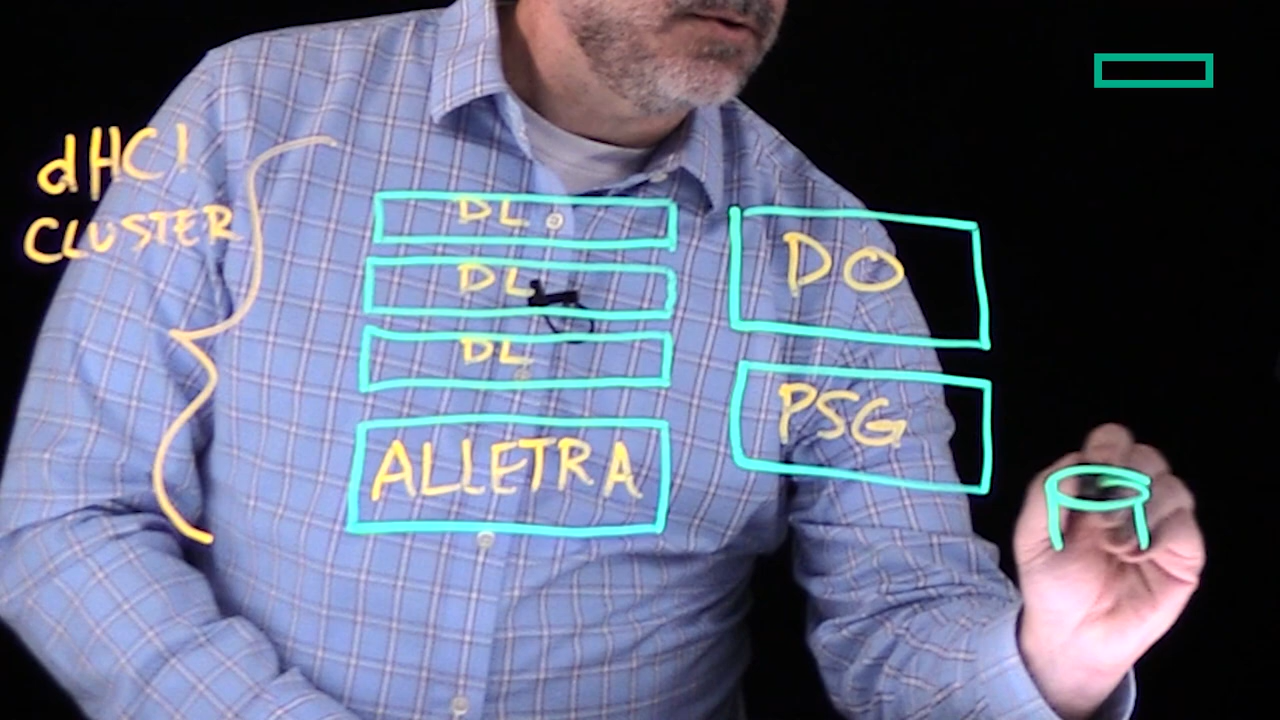 dHCI
CLUSTER
DL
DL
DL
ALLETRA
DO
PSG